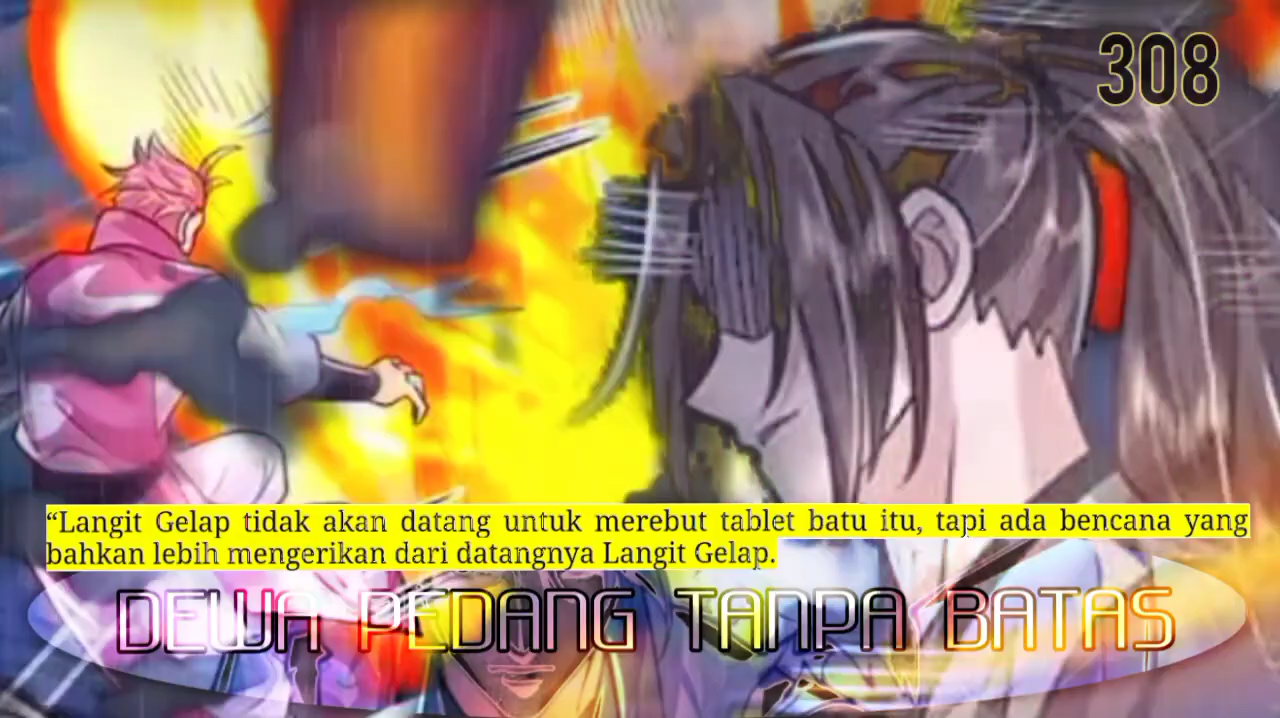 308
“Langit Gelap tidak akan datang untuk merebut tablet batu itu, tapi ada bencana yang
bahkan lebih mengerikan dari datangnya Langit Gelap.
DEWA PEDANG TANPA BATAS